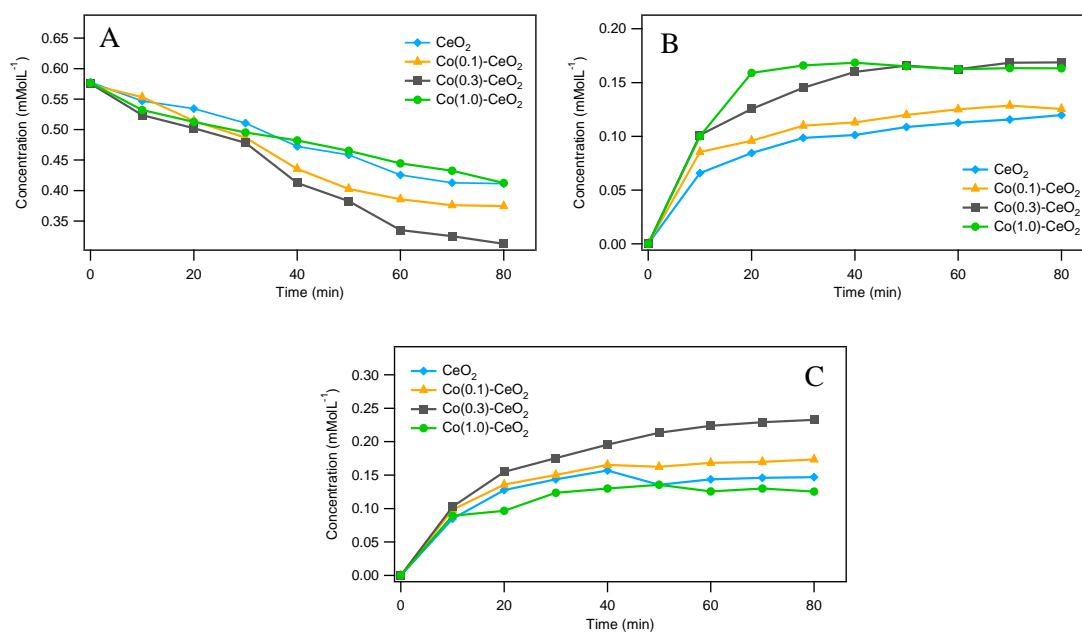 A
CeO₂
Co(0.1)-CeO₂
Co(0.3)-CeO₂
Co(1.0)-CeO₂
Concentration (mMolL⁻¹)
0.65
0.60
0.55
0.50
0.45
0.40
0.35
0 20 40 60 80
Time (min)
B
CeO₂
Co(0.1)-CeO₂
Co(0.3)-CeO₂
Co(1.0)-CeO₂
Concentration (mMolL⁻¹)
0.20
0.15
0.10
0.05
0.00
0 20 40 60 80
Time (min)
C
CeO₂
Co(0.1)-CeO₂
Co(0.3)-CeO₂
Co(1.0)-CeO₂
Concentration (mMolL⁻¹)
0.30
0.25
0.20
0.15
0.10
0.05
0.00
0 20 40 60 80
Time (min)